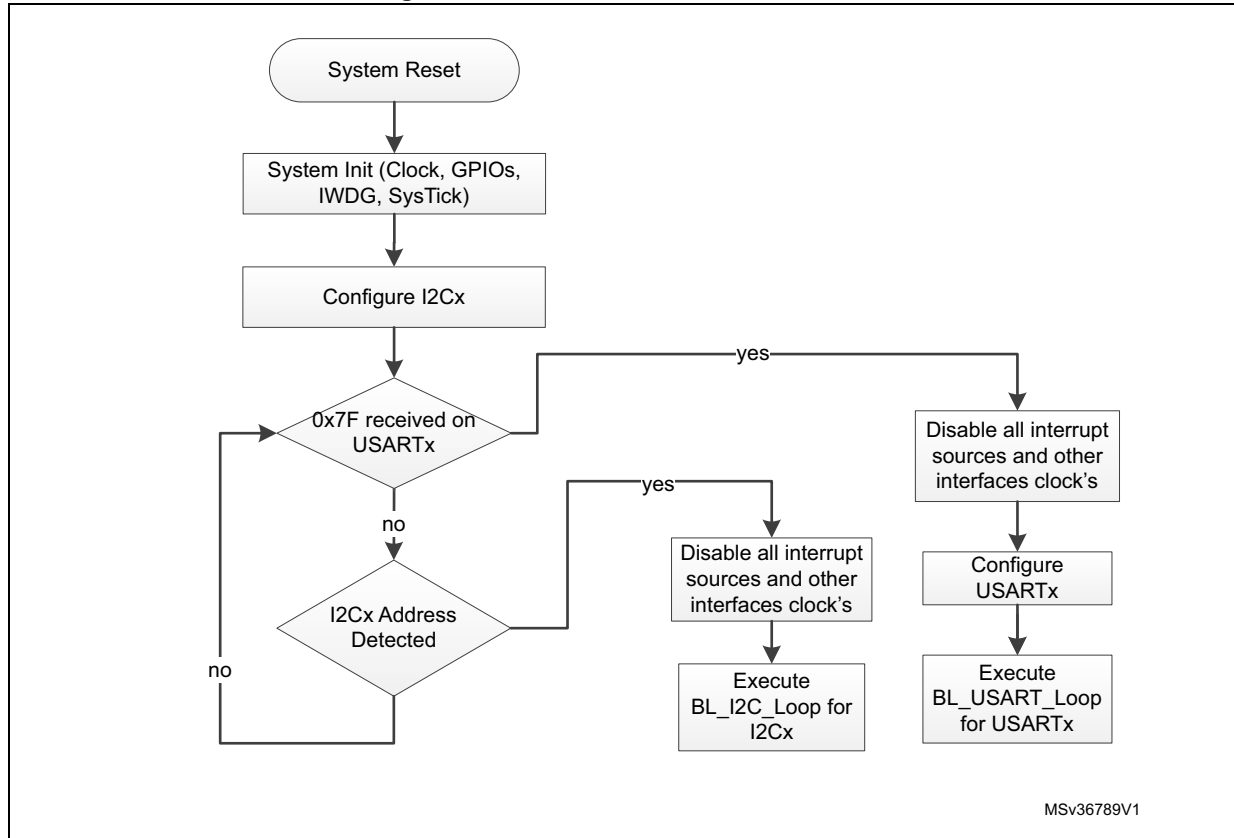 System Reset
System Init (Clock, GPIOs,
IWDG, SysTick)
Configure I2Cx
yes
0x7F received on
USARTx
Disable all interrupt
sources and other
interfaces clock’s
yes
no
Disable all interrupt
sources and other
interfaces clock’s
Configure
USARTx
I2Cx Address
Detected
no
Execute
BL_I2C_Loop for
I2Cx
Execute
BL_USART_Loop
for USARTx
MSv36789V1